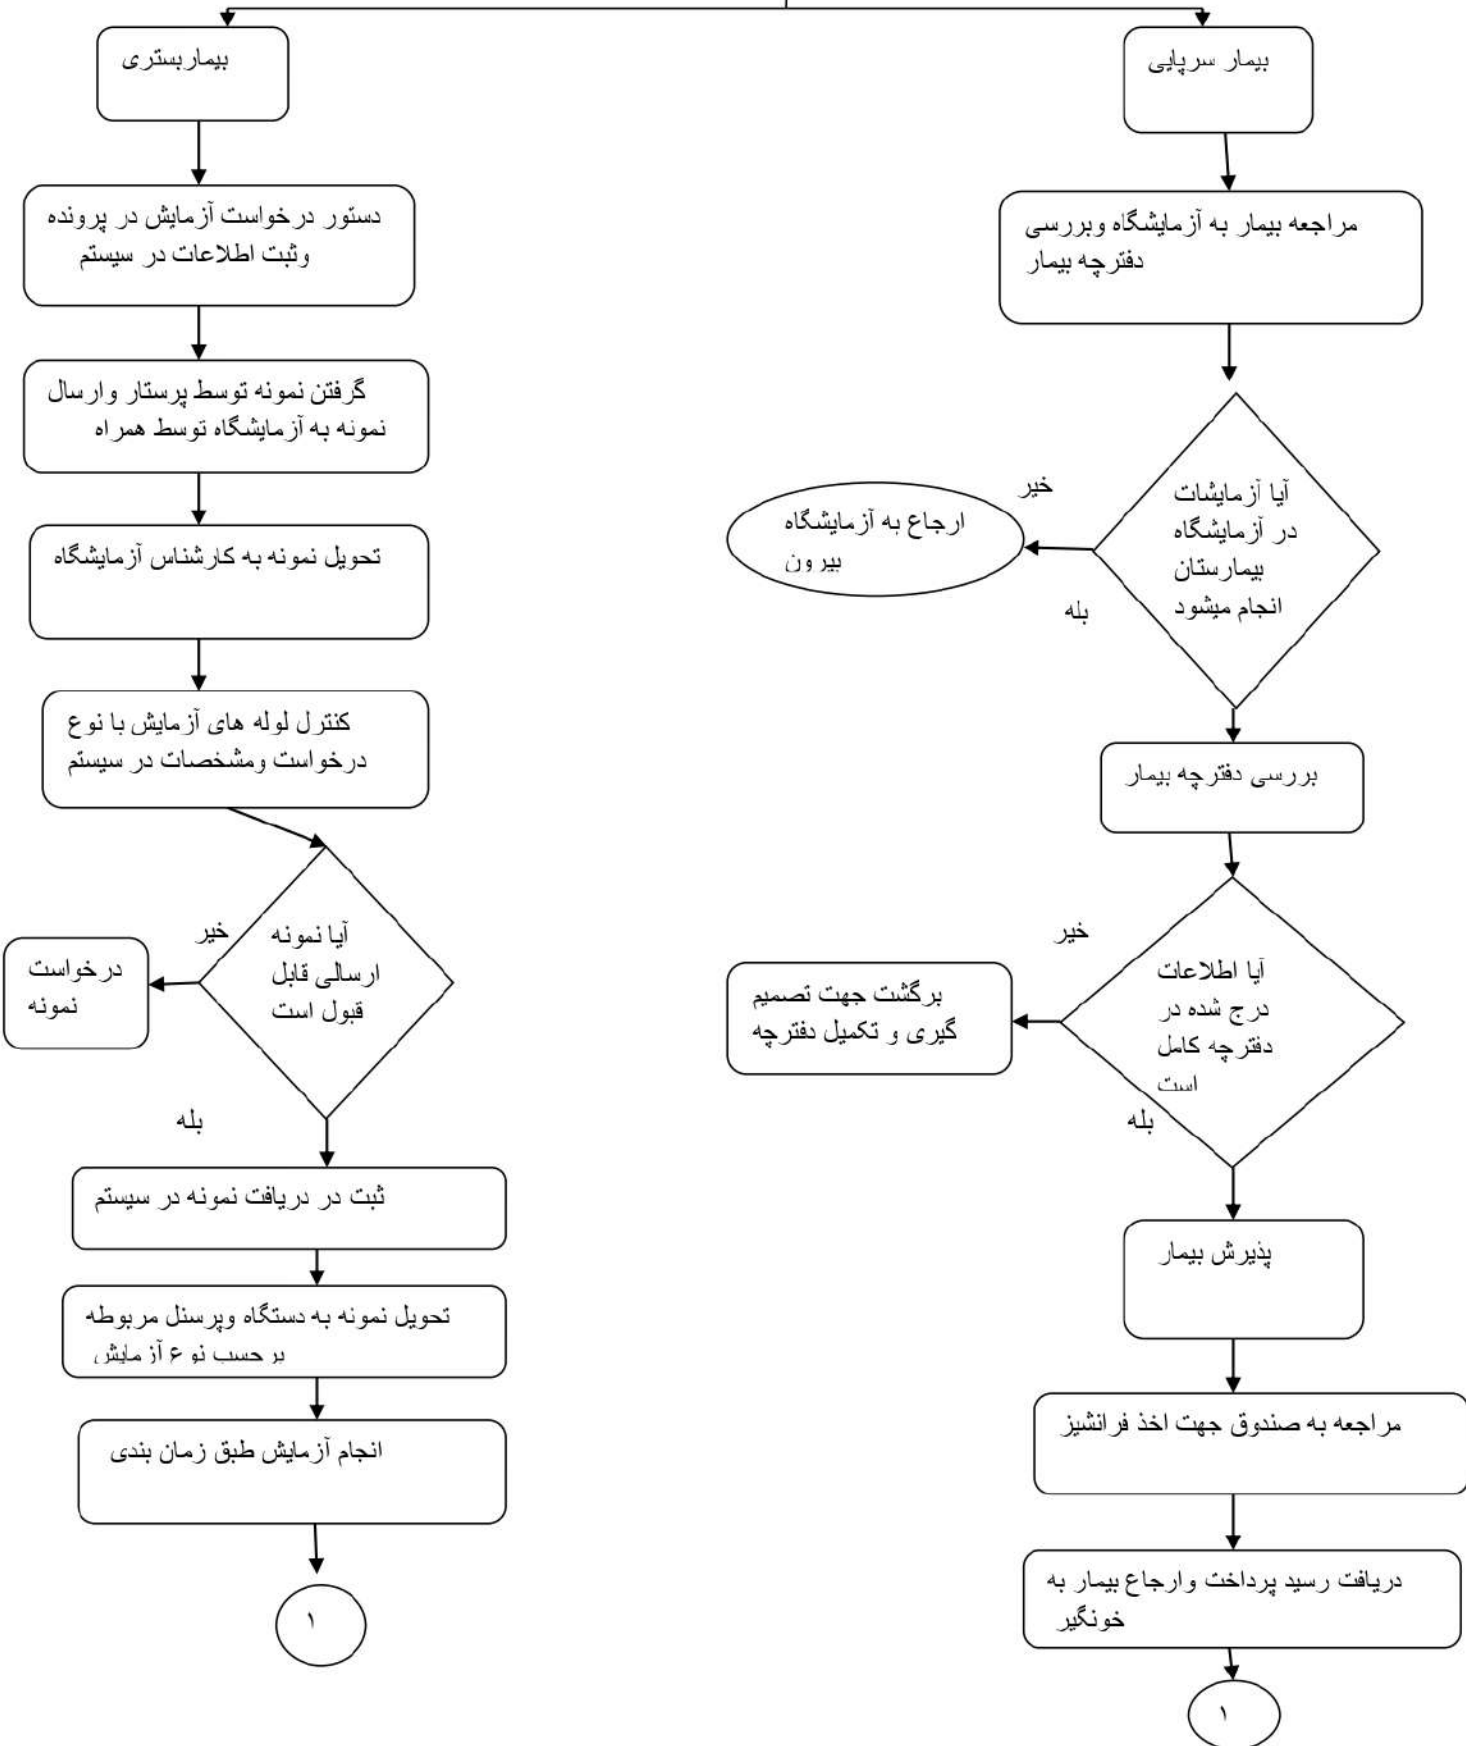 بیمار سرپایی
مراجعه بیمار به آزمایشگاه وبررسی
دفترچه بیمار
آیا آزمایشات
در آزمایشگاه
بیمارستان
انجام میشود
خیر
ارجاع به آزمایشگاه
بیرون
بله
بررسی دفترچه بیمار
آیا اطلاعات
درج شده در
دفترچه کامل
است
خیر
برگشت جهت تصمیم
گیری و تکمیل دفترچه
بله
پذیرش بیمار
مراجعه به صندوق جهت اخذ فرانشیز
دریافت رسید پرداخت وارجاع بیمار به
خونگیر
۱
بیماربستری
دستور درخواست آزمایش در پرونده
وثبت اطلاعات در سیستم
گرفتن نمونه توسط پرستار وارسال
نمونه به آزمایشگاه توسط همراه
تحویل نمونه به کارشناس آزمایشگاه
کنترل لوله های آزمایش با نوع
درخواست ومشخصات در سیستم
آیا نمونه
ارسالی قابل
قبول است
خیر
درخواست
نمونه
بله
ثبت در دریافت نمونه در سیستم
تحویل نمونه به دستگاه وپرسنل مربوطه
برحسب نوع آزمایش
انجام آزمایش طبق زمان بندی
۱